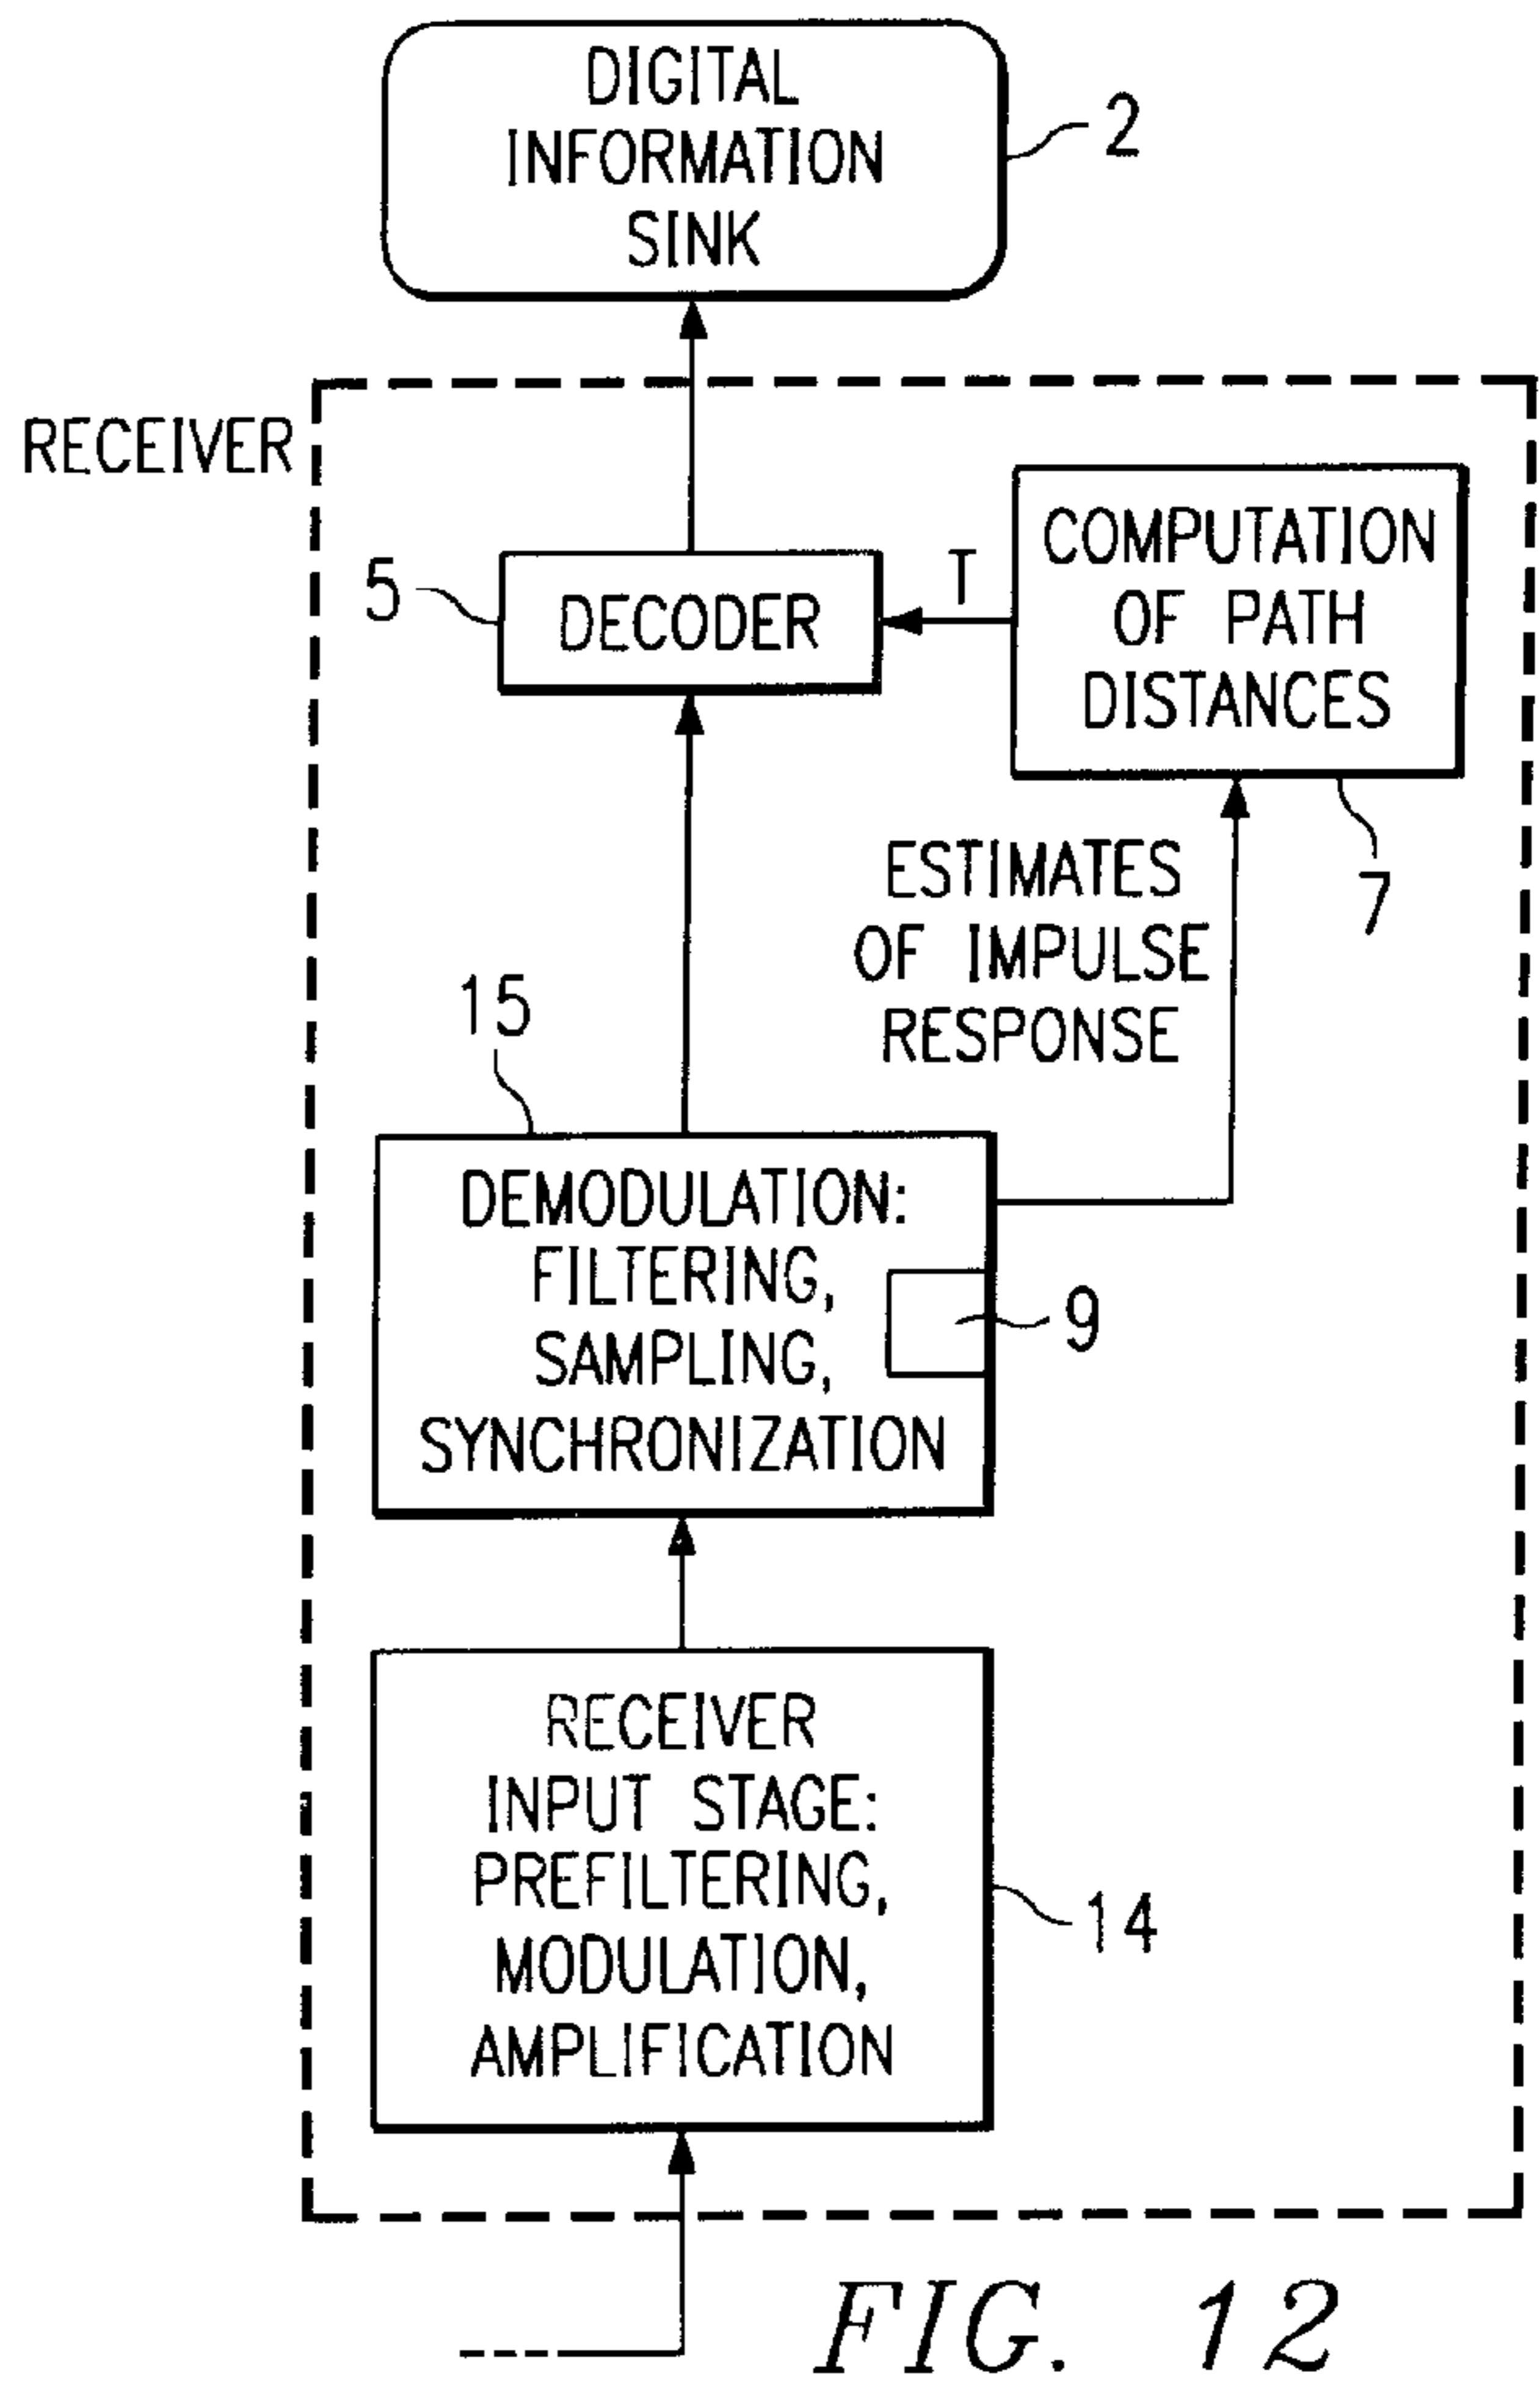 DIGITAL
INFORMATION
SINK
2
RECEIVER
COMPUTATION
OF PATH
DISTANCES
T
5
DECODER
7
ESTIMATES
OF IMPULSE
RESPONSE
15
DEMODULATION:
FILTERING,
SAMPLING,
SYNCHRONIZATION
9
RECEIVER
INPUT STAGE:
PREFILTERING,
MODULATION,
AMPLIFICATION
14
FIG. 12